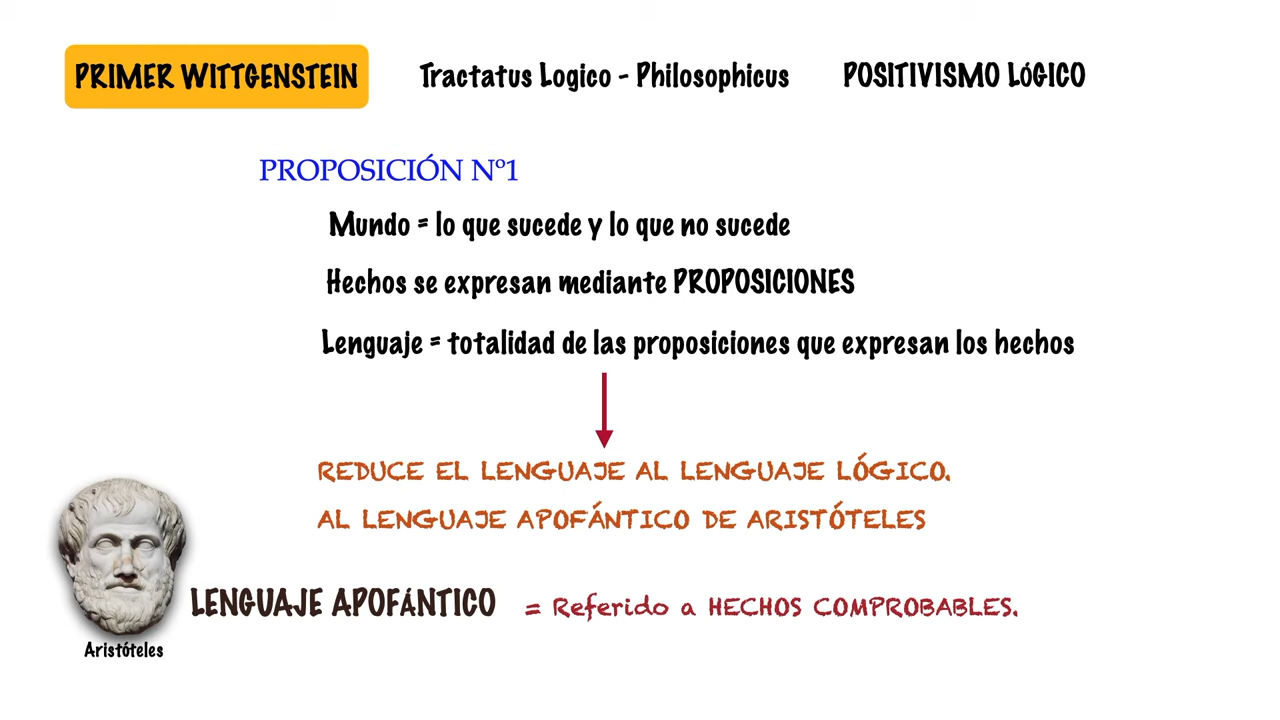 PRIMER WITTGENSTEIN Tractatus Logico - Philosophicus POSITIVISMO LÓGICO
PROPOSICIÓN Nº1
Mundo = lo que sucede y lo que no sucede
Hechos se expresan mediante PROPOSICIONES
Lenguaje = totalidad de las proposiciones que expresan los hechos
REDUCE EL LENGUAJE AL LENGUAJE LÓGICO.
AL LENGUAJE APOFÁNTICO DE ARISTÓTELES
LENGUAJE APOFÁNTICO = Referido a HECHOS COMPROBABLES.
Aristóteles